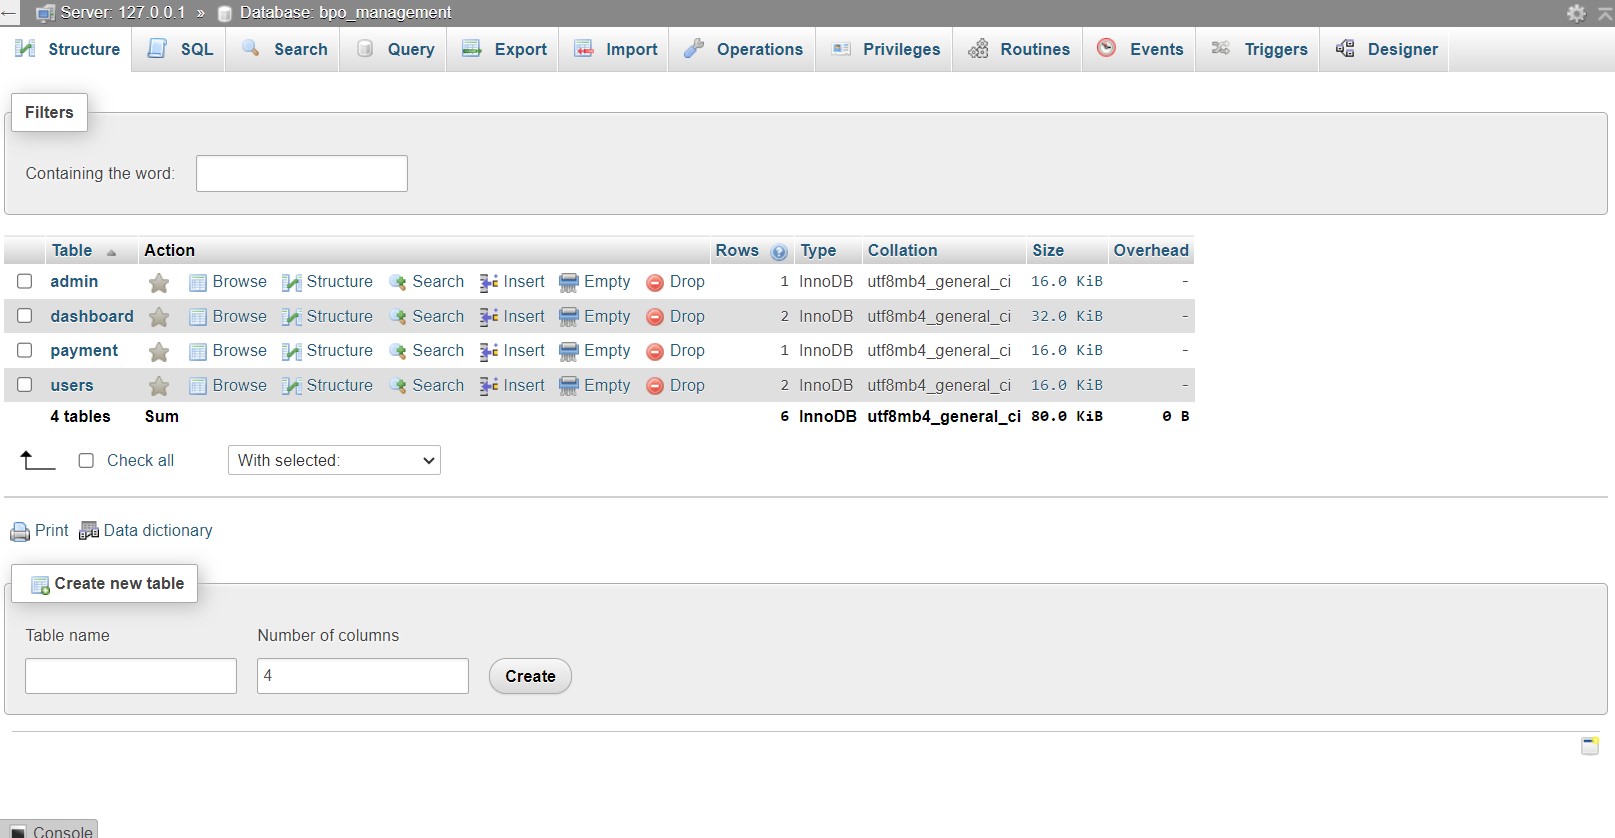 Server: 127.0.0.1 » Database: bpo_management
Structure SQL Search Query Export Import Operations Privileges Routines Events Triggers Designer
Filters
Containing the word:
Table Action Rows Type Collation Size Overhead
admin Browse Structure Search Insert Empty Drop 1 InnoDB utf8mb4_general_ci 16.0 KiB -
dashboard Browse Structure Search Insert Empty Drop 2 InnoDB utf8mb4_general_ci 32.0 KiB -
payment Browse Structure Search Insert Empty Drop 1 InnoDB utf8mb4_general_ci 16.0 KiB -
users Browse Structure Search Insert Empty Drop 2 InnoDB utf8mb4_general_ci 16.0 KiB -
4 tables Sum 6 InnoDB utf8mb4_general_ci 80.0 KiB 0 B
Check all With selected:
Print Data dictionary
Create new table
Table name Number of columns
4 Create
Console